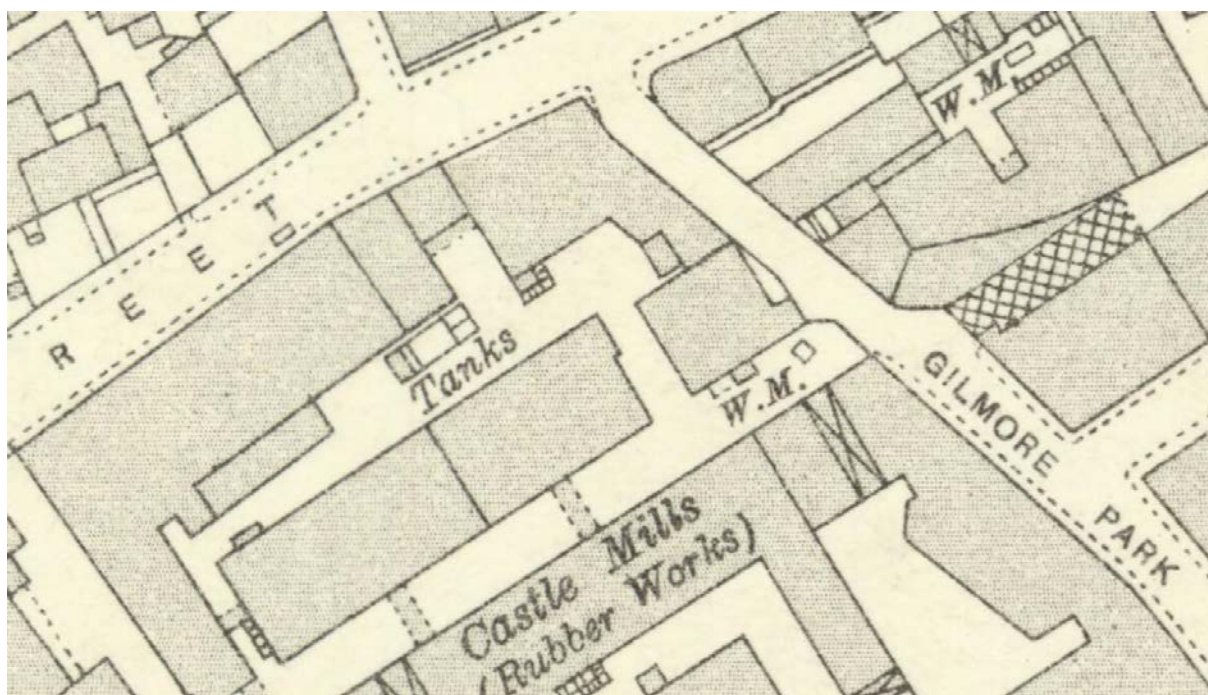 W.M
REET
Tanks
W.M.
GILMORE
PARK
Castle Mills
(Rubber Works)